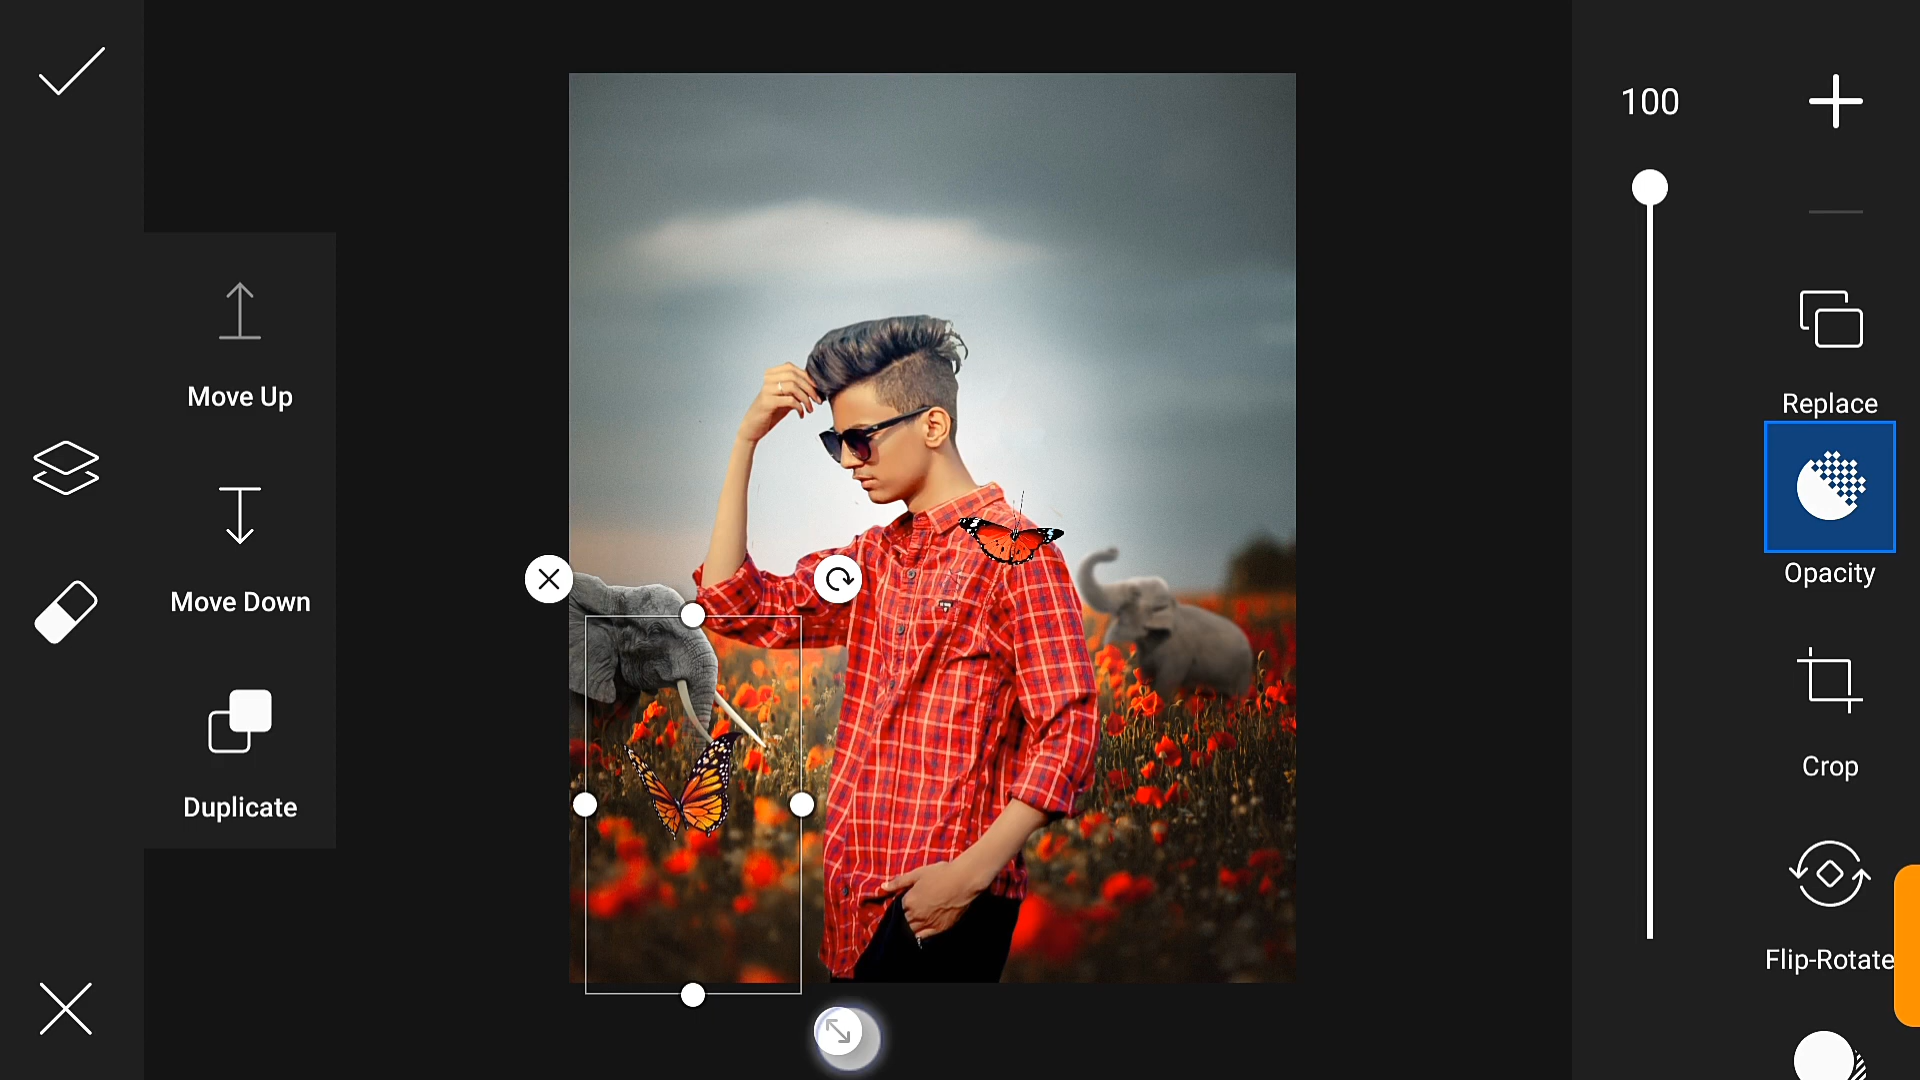 100
Move Up
Replace
Opacity
Move Down
Crop
Duplicate
Flip-Rotate